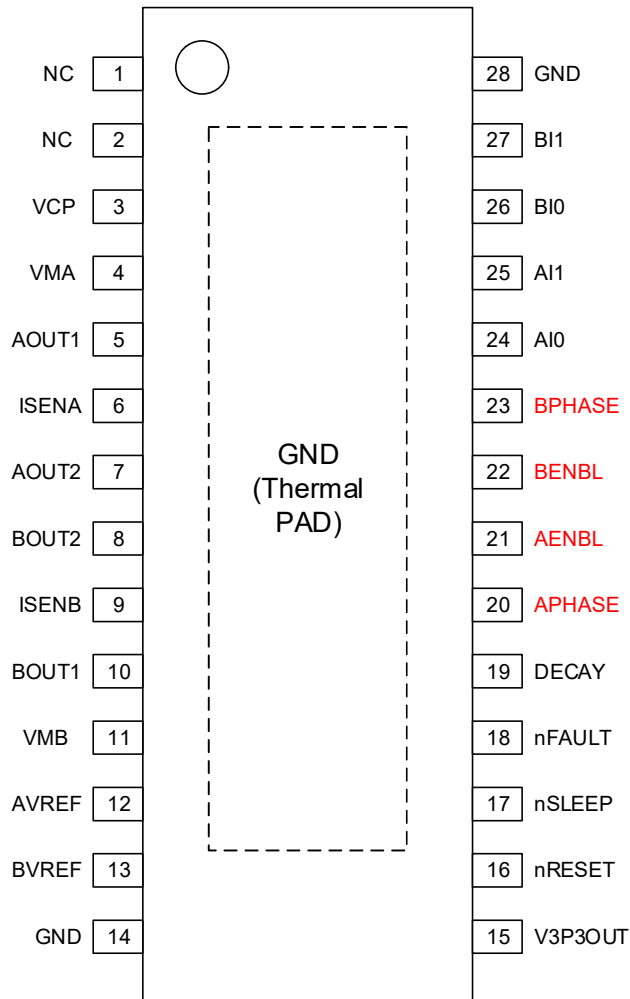 NC 1 28 GND
NC 2 27 BI1
VCP 3 26 BI0
VMA 4 25 AI1
AOUT1 5 24 AI0
ISENA 6 23 BPHASE
AOUT2 7 22 BENBL
BOUT2 8 21 AENBL
ISENB 9 20 APHASE
BOUT1 10 19 DECAY
VMB 11 18 nFAULT
AVREF 12 17 nSLEEP
BVREF 13 16 nRESET
GND 14 15 V3P3OUT
GND
(Thermal
PAD)